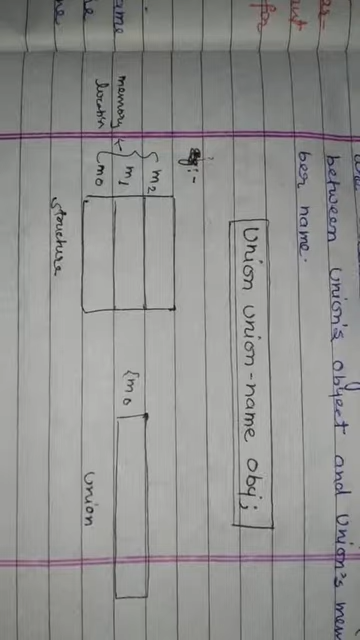 between union's object and union's mem
ber name.
Union union-name obj;
eg:-
m2
m1
m0
memory
location
structure
{m0
union